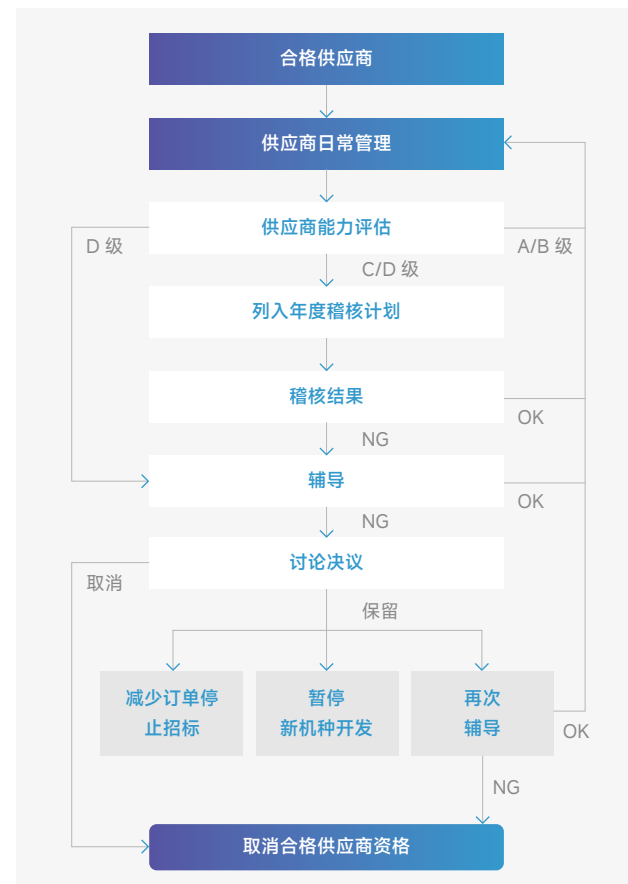 合格供应商
供应商日常管理
供应商能力评估
D 级
A/B 级
C/D 级
列入年度稽核计划
稽核结果
OK
NG
辅导
OK
NG
讨论决议
取消
保留
减少订单停
止招标
暂停
新机种开发
再次
辅导
OK
NG
取消合格供应商资格